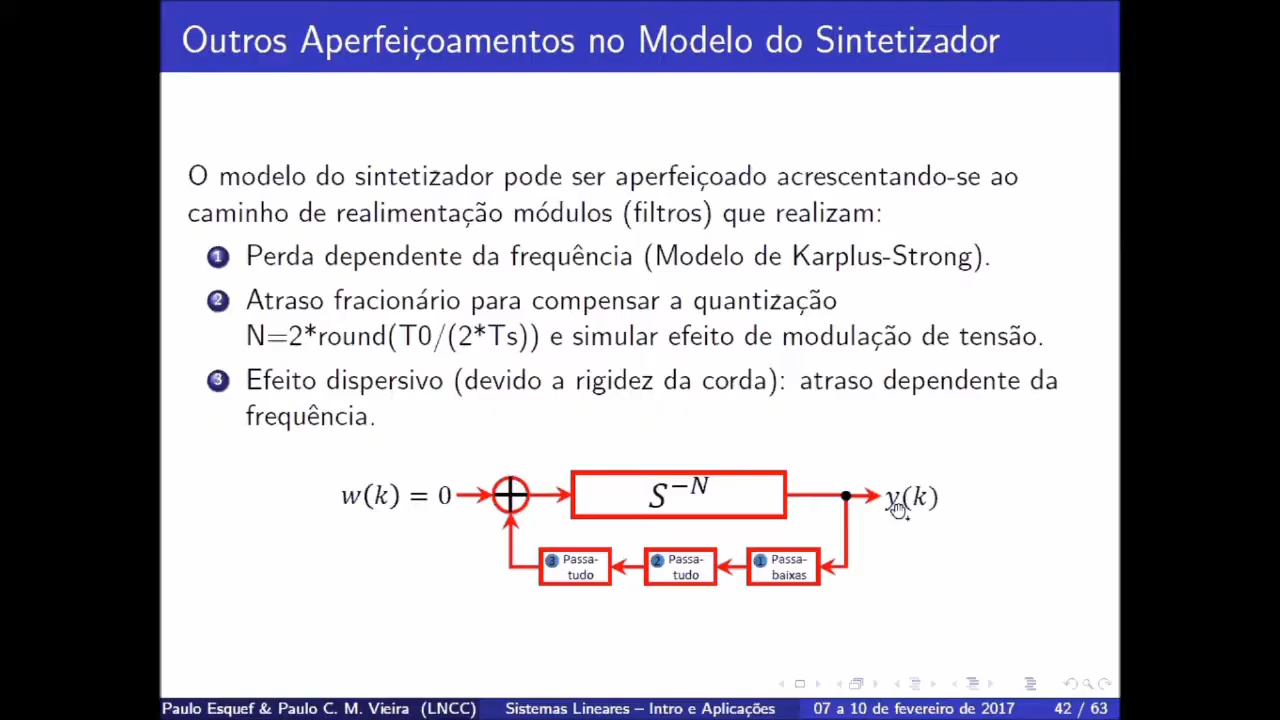 Outros Aperfeiçoamentos no Modelo do Sintetizador
O modelo do sintetizador pode ser aperfeiçoado acrescentando-se ao
caminho de realimentação módulos (filtros) que realizam:
1 Perda dependente da frequência (Modelo de Karplus-Strong).
2 Atraso fracionário para compensar a quantização
N=2*round(T0/(2*Ts)) e simular efeito de modulação de tensão.
3 Efeito dispersivo (devido a rigidez da corda): atraso dependente da
frequência.
w(k) = 0
S^{-N}
y(k)
3 Passa-
tudo
2 Passa-
tudo
1 Passa-
baixas
Paulo Esquef & Paulo C. M. Vieira (LNCC) Sistemas Lineares – Intro e Aplicações 07 a 10 de fevereiro de 2017 42 / 63